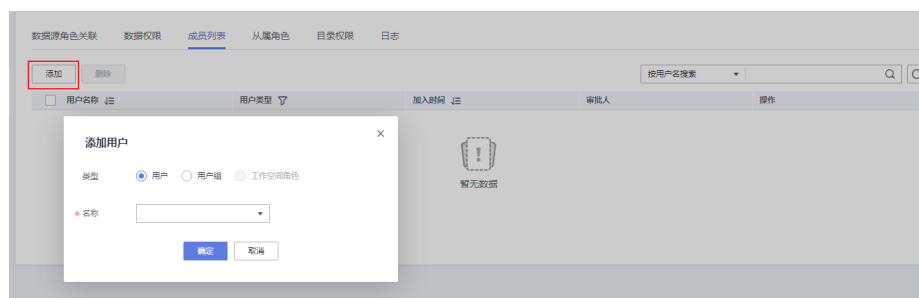 数据源角色关联 数据权限 成员列表 从属角色 目录权限 日志
添加 删除 按用户名搜索
用户名称 用户类型 加入时间 审批人 操作
添加用户
类型 用户 用户组 工作空间角色
暂无数据
* 名称
确定 取消